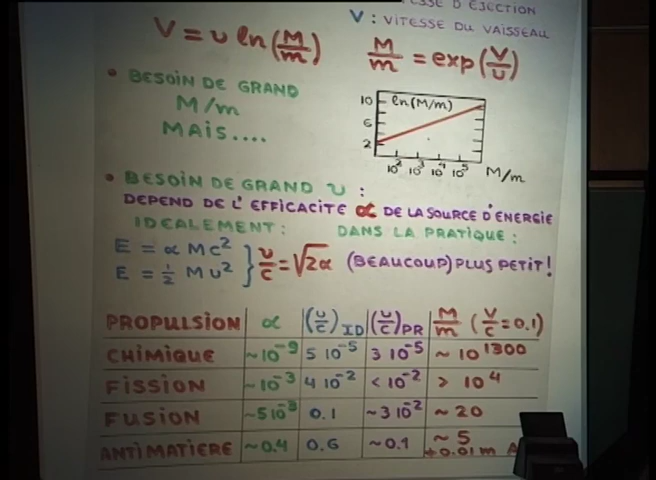 D'EJECTION
V = u ln(M/m)
V : VITESSE DU VAISSEAU
M/m = exp(V/u)
• BESOIN DE GRAND
M/m
MAIS....
10
6
2
ln(M/m)
10² 10³ 10⁴ 10⁵ M/m
• BESOIN DE GRAND u :
DEPEND DE L'EFFICACITE α DE LA SOURCE D'ENERGIE
IDEALEMENT : DANS LA PRATIQUE :
E = α Mc²
E = ½ Mu²
} u/c = √2α (BEAUCOUP) PLUS PETIT!
PROPULSION α (u/c)ID (u/c)PR M/m (V/c=0.1)
CHIMIQUE ~10⁻⁹ 5 10⁻⁵ 3 10⁻⁵ ~ 10¹³⁰⁰
FISSION ~10⁻³ 4 10⁻² < 10⁻² > 10⁴
FUSION ~5 10⁻³ 0.1 ~3 10⁻² ~ 20
ANTIMATIERE ~0.4 0.6 ~0.1 ~ 5
+0.01 m A